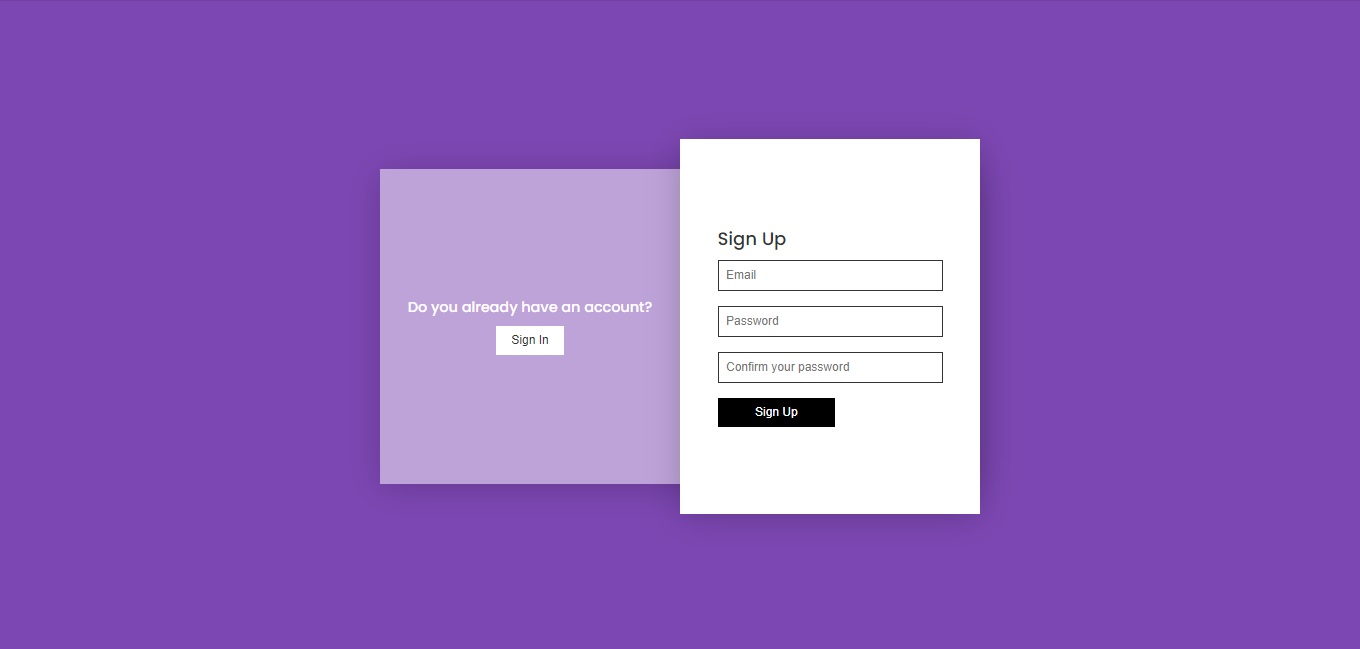 Do you already have an account?
Sign In
Sign Up
Email
Password
Confirm your password
Sign Up